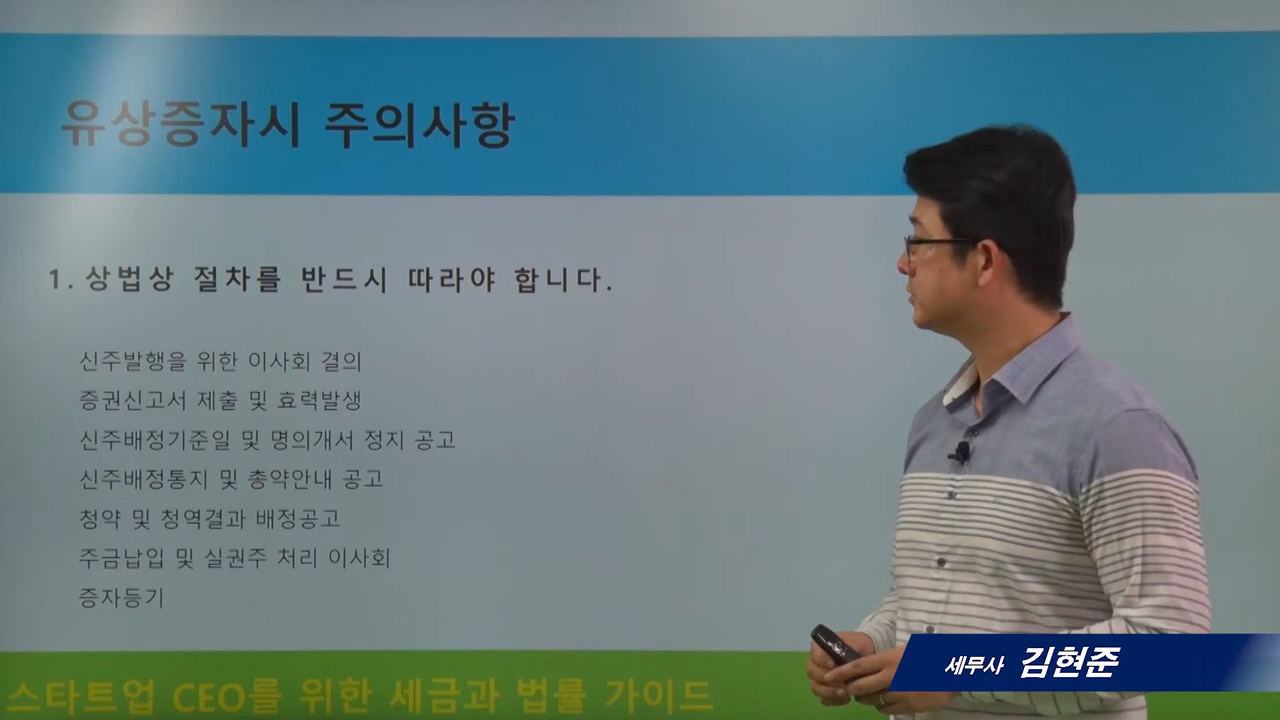 유상증자시 주의사항
1. 상법상 절차를 반드시 따라야 합니다.
신주발행을 위한 이사회 결의
증권신고서 제출 및 효력발생
신주배정기준일 및 명의개서 정지 공고
신주배정통지 및 총약안내 공고
청약 및 청역결과 배정공고
주금납입 및 실권주 처리 이사회
증자등기
스타트업 CEO를 위한 세금과 법률 가이드
세무사 김현준